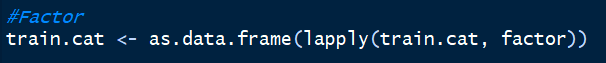 #Factor
train.cat <- as.data.frame(lapply(train.cat, factor))